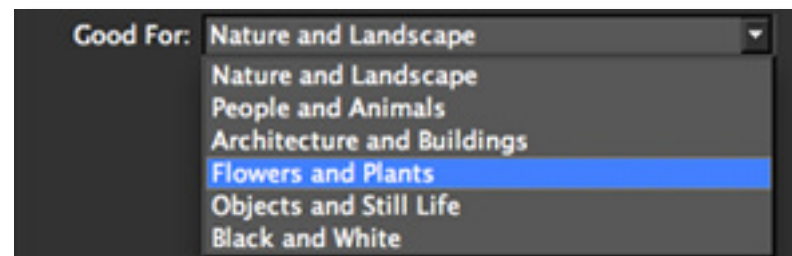 Good For: Nature and Landscape
Nature and Landscape
People and Animals
Architecture and Buildings
Flowers and Plants
Objects and Still Life
Black and White